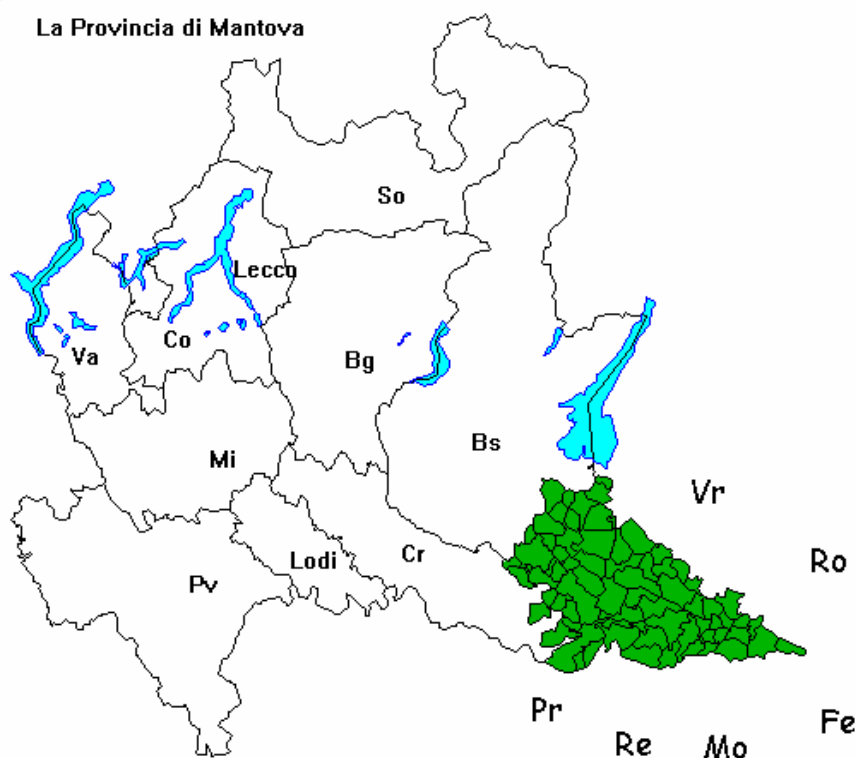 La Provincia di Mantova
So
Lecco
Va
Co
Bg
Bs
Mi
Vr
Lodi
Cr
Ro
Pv
Pr
Fe
Re
Mo